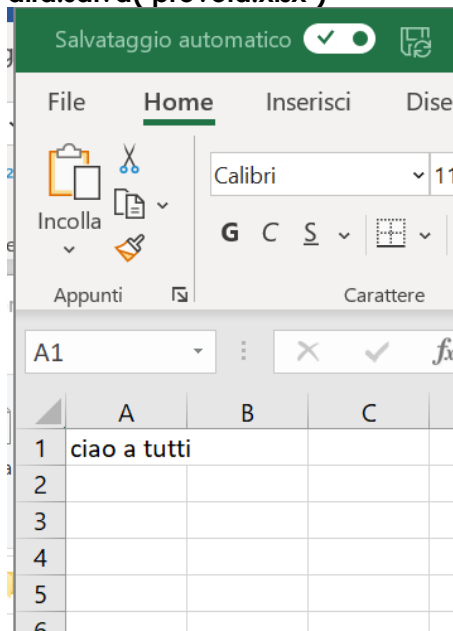 Salvataggio automatico
File Home Inserisci Dise
Calibri 11
Incolla
G C S
Appunti Carattere
A1 fx
A B C
1 ciao a tutti
2
3
4
5
6